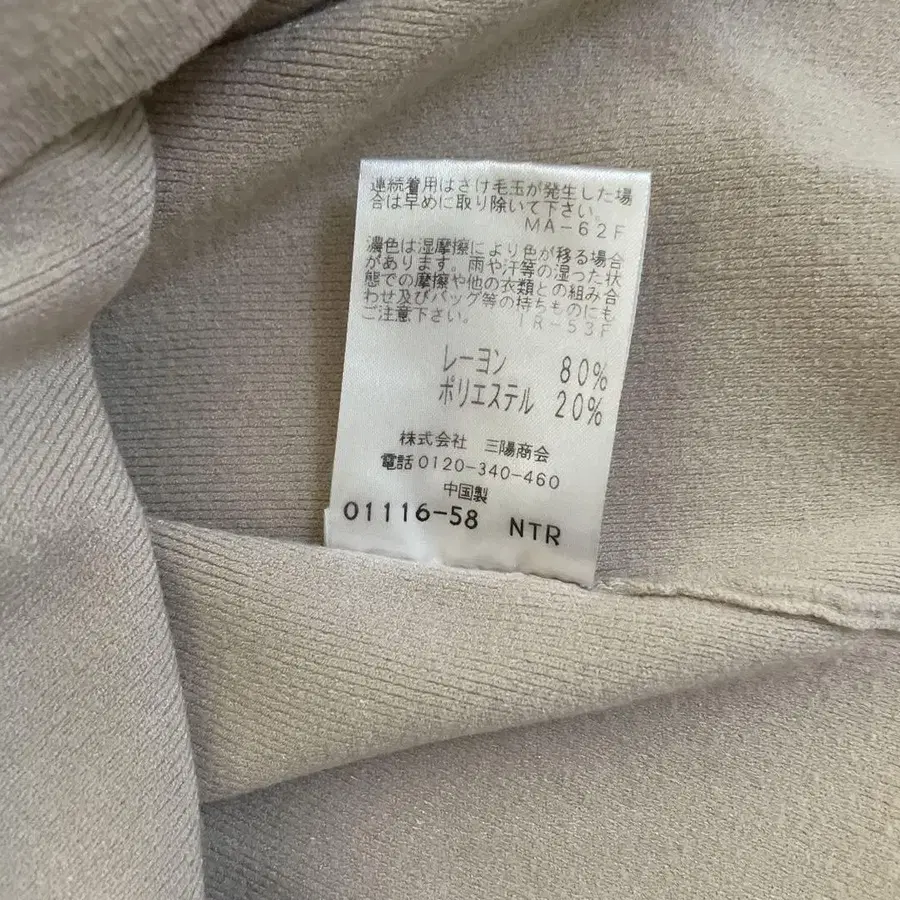 連続着用はさけ毛玉が発生した場
合は早めに取り除いて下さい。
MA-62F
濃色は湿摩擦により色が移る場合
があります。雨や汗等の湿った状
態での摩擦や他の衣類との組み合
わせ及びバッグ等の持ちものにも
ご注意下さい。 IR-53F
レーヨン 80%
ポリエステル 20%
株式会社 三陽商会
電話0120-340-460
中国製
01116-58 NTR